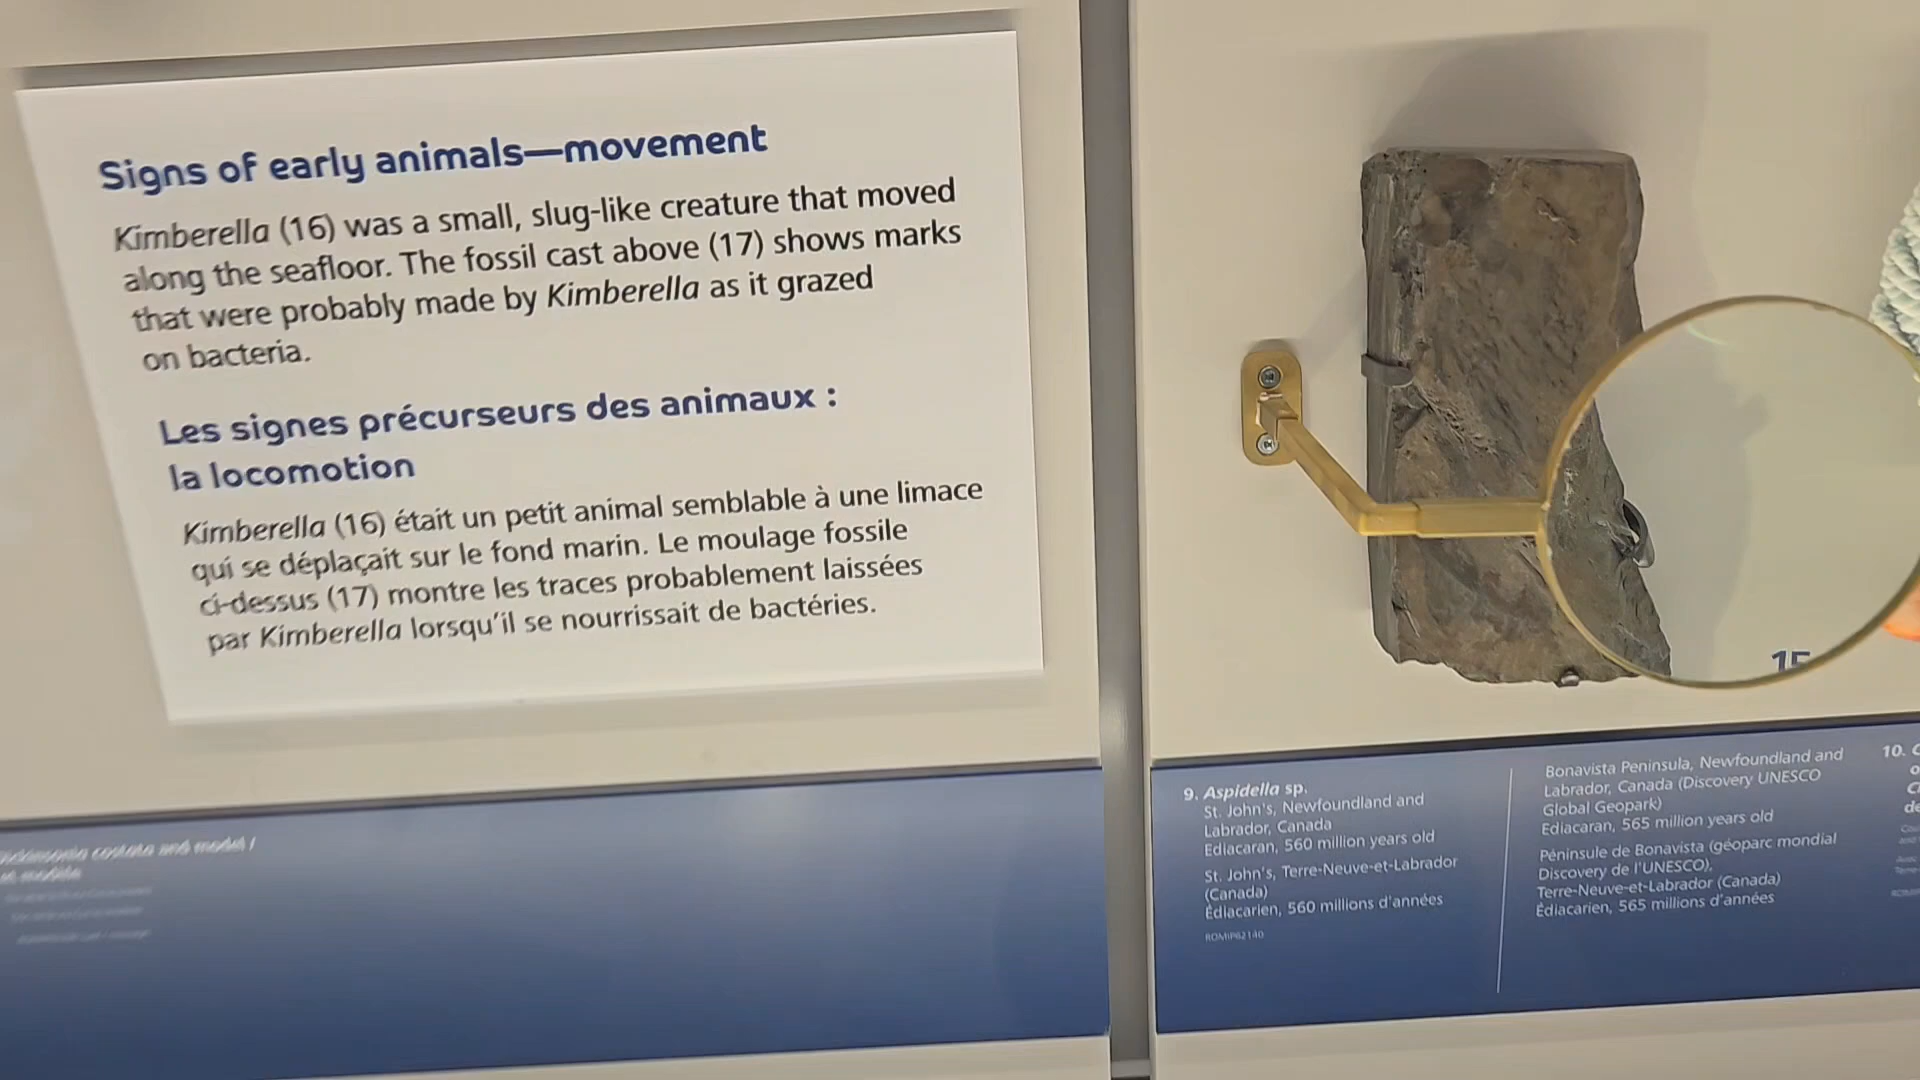 Signs of early animals—movement
Kimberella (16) was a small, slug-like creature that moved
along the seafloor. The fossil cast above (17) shows marks
that were probably made by Kimberella as it grazed
on bacteria.
Les signes précurseurs des animaux :
la locomotion
Kimberella (16) était un petit animal semblable à une limace
qui se déplaçait sur le fond marin. Le moulage fossile
ci-dessus (17) montre les traces probablement laissées
par Kimberella lorsqu'il se nourrissait de bactéries.
costata and model /
15
9. Aspidella sp.
St. John's, Newfoundland and
Labrador, Canada
Ediacaran, 560 million years old
St. John's, Terre-Neuve-et-Labrador
(Canada)
Édiacarien, 560 millions d'années
ROMIP62140
Bonavista Peninsula, Newfoundland and
Labrador, Canada (Discovery UNESCO
Global Geopark)
Ediacaran, 565 million years old
Péninsule de Bonavista (géoparc mondial
Discovery de l'UNESCO),
Terre-Neuve-et-Labrador (Canada)
Édiacarien, 565 millions d'années
10.